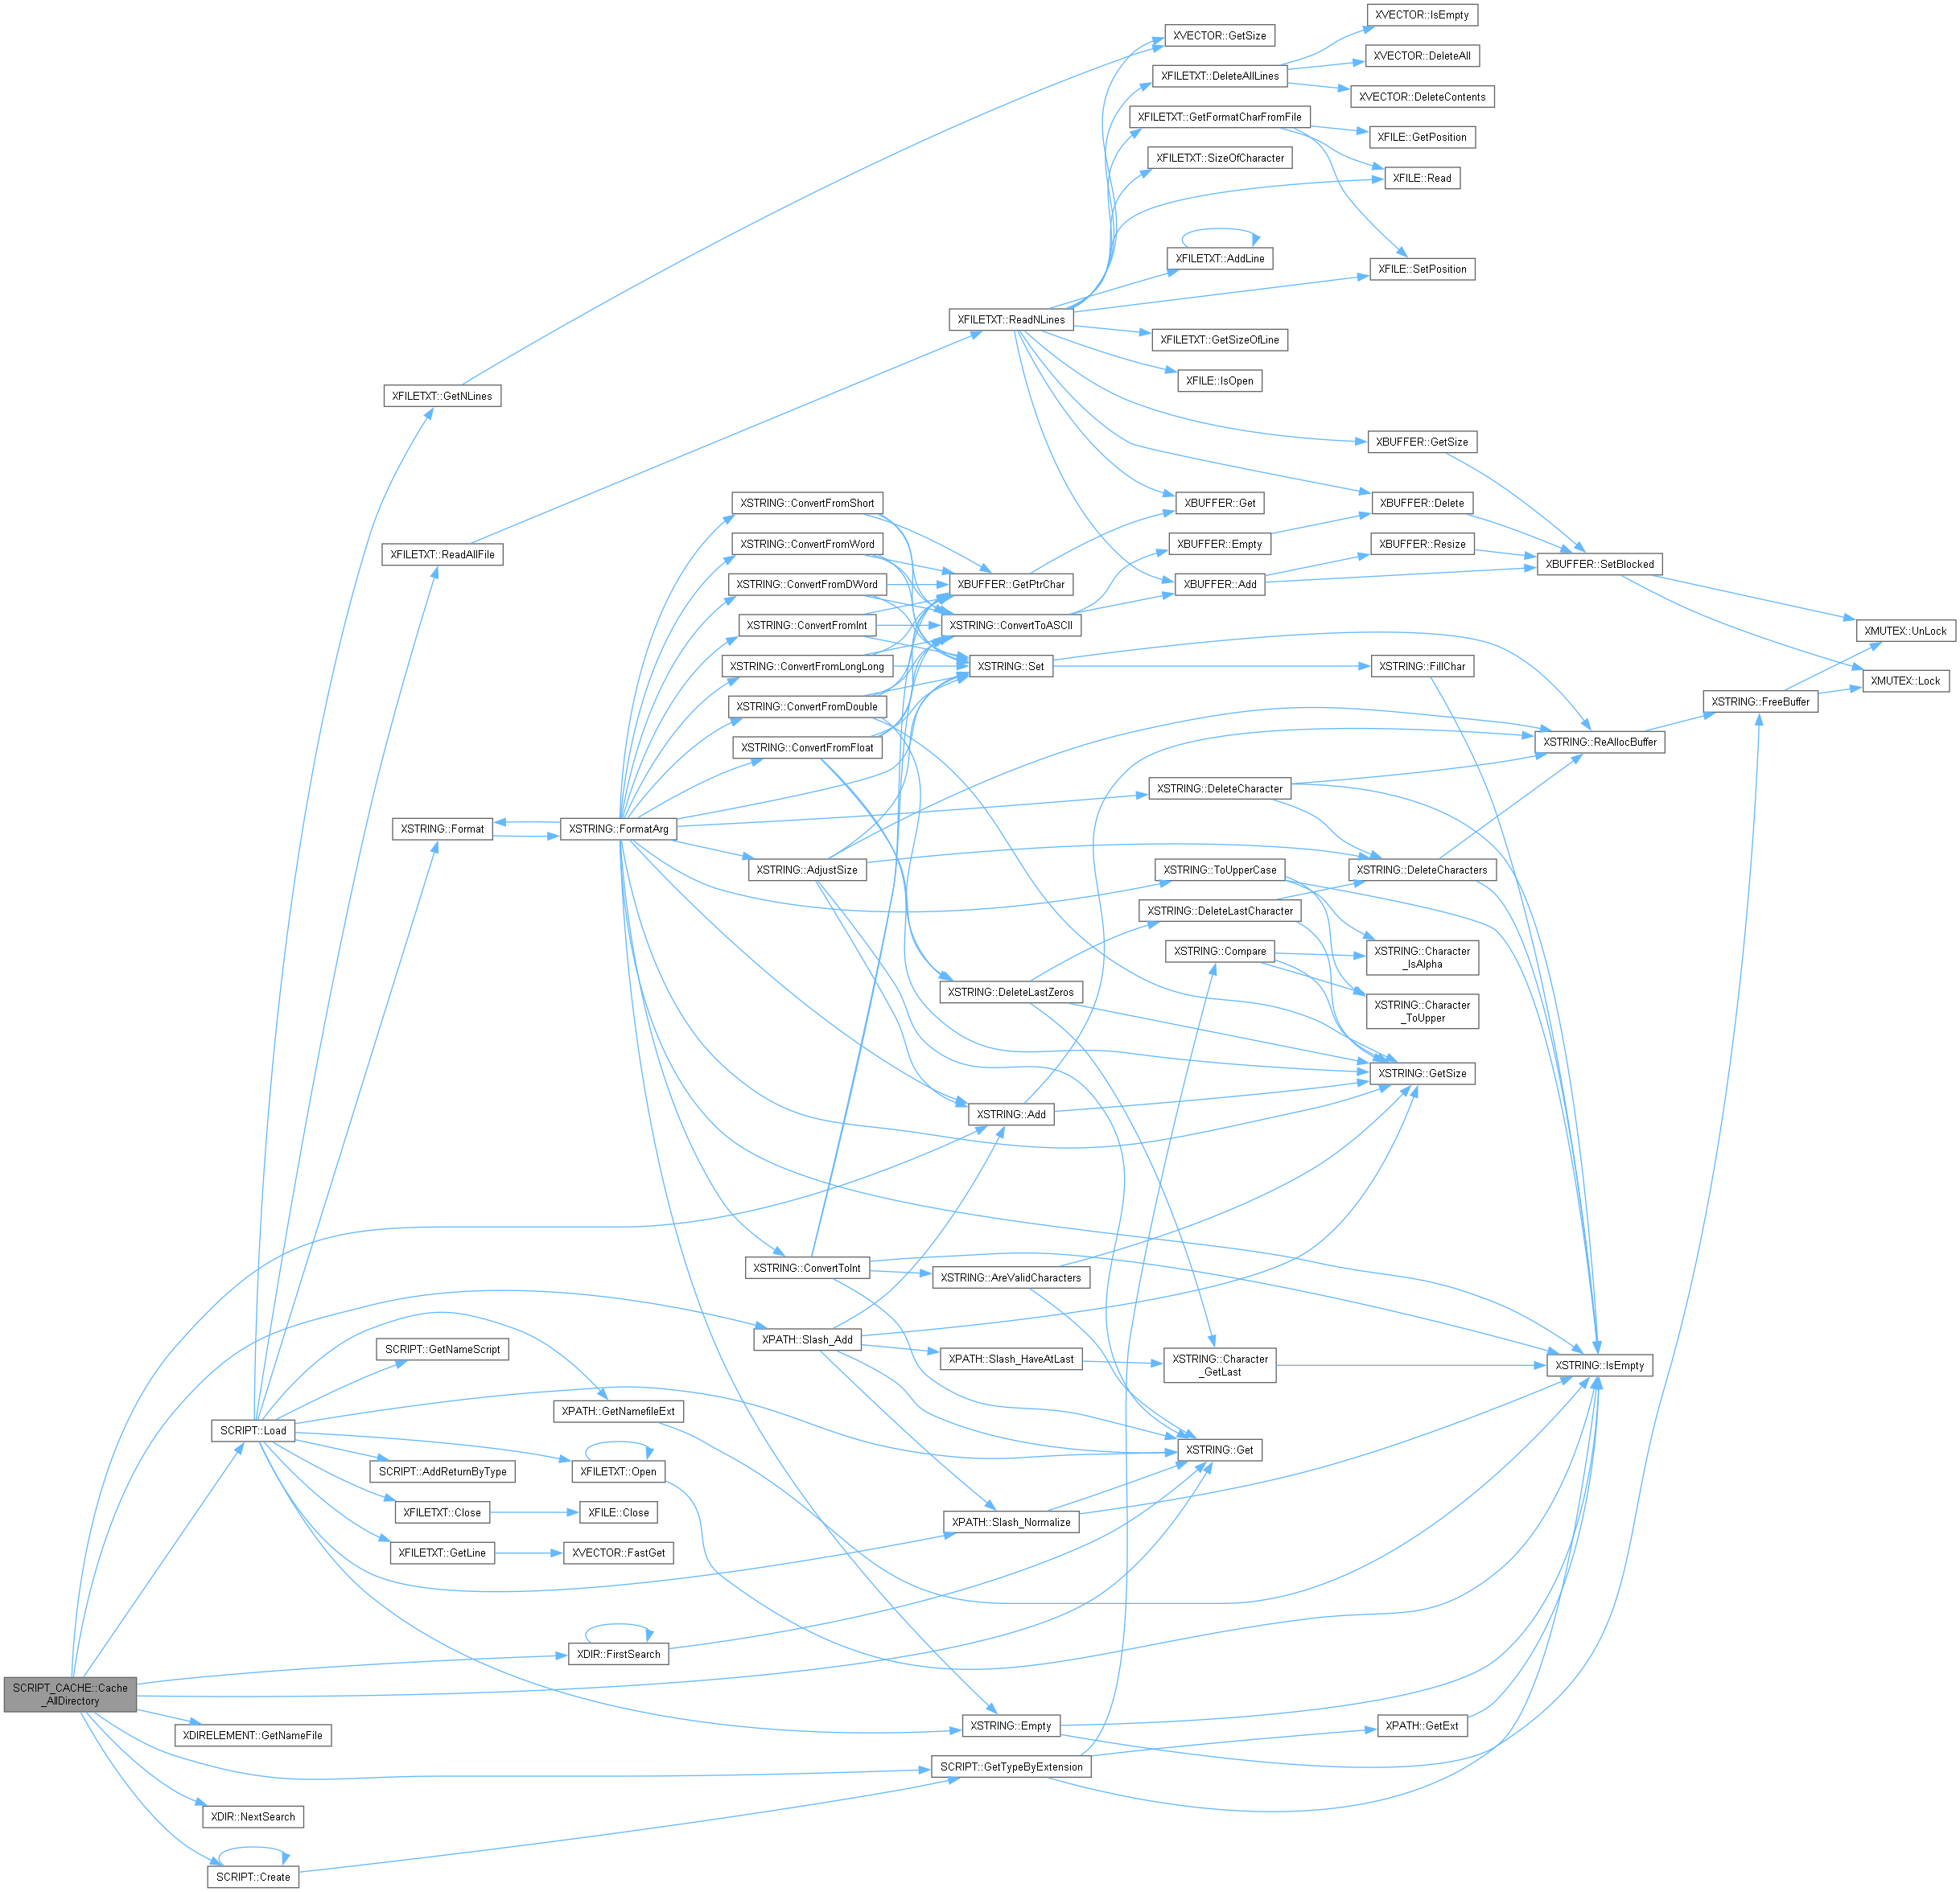 XVECTOR::IsEmpty
XVECTOR::GetSize
XVECTOR::DeleteAll
XFILETXT::DeleteAllLines
XVECTOR::DeleteContents
XFILETXT::GetFormatCharFromFile
XFILE::GetPosition
XFILETXT::SizeOfCharacter
XFILE::Read
XFILETXT::AddLine
XFILE::SetPosition
XFILETXT::ReadNLines
XFILETXT::GetSizeOfLine
XFILE::IsOpen
XFILETXT::GetNLines
XBUFFER::GetSize
XSTRING::ConvertFromShort
XBUFFER::Get
XBUFFER::Delete
XFILETXT::ReadAllFile
XSTRING::ConvertFromWord
XBUFFER::Empty
XBUFFER::Resize
XBUFFER::SetBlocked
XSTRING::ConvertFromDWord
XBUFFER::GetPtrChar
XBUFFER::Add
XSTRING::ConvertFromInt
XSTRING::ConvertToASCII
XMUTEX::UnLock
XSTRING::ConvertFromLongLong
XSTRING::Set
XSTRING::FillChar
XMUTEX::Lock
XSTRING::ConvertFromDouble
XSTRING::FreeBuffer
XSTRING::ConvertFromFloat
XSTRING::ReAllocBuffer
XSTRING::DeleteCharacter
XSTRING::Format
XSTRING::FormatArg
XSTRING::AdjustSize
XSTRING::ToUpperCase
XSTRING::DeleteCharacters
XSTRING::DeleteLastCharacter
XSTRING::Compare
XSTRING::Character
_IsAlpha
XSTRING::DeleteLastZeros
XSTRING::Character
_ToUpper
XSTRING::GetSize
XSTRING::Add
XSTRING::ConvertToInt
XSTRING::AreValidCharacters
XPATH::Slash_Add
SCRIPT::GetNameScript
XPATH::Slash_HaveAtLast
XSTRING::Character
_GetLast
XSTRING::IsEmpty
XPATH::GetNamefileExt
SCRIPT::Load
XSTRING::Get
SCRIPT::AddReturnByType
XFILETXT::Open
XFILETXT::Close
XFILE::Close
XPATH::Slash_Normalize
XFILETXT::GetLine
XVECTOR::FastGet
XDIR::FirstSearch
SCRIPT_CACHE::Cache
_AllDirectory
XSTRING::Empty
XPATH::GetExt
XDIRELEMENT::GetNameFile
SCRIPT::GetTypeByExtension
XDIR::NextSearch
SCRIPT::Create